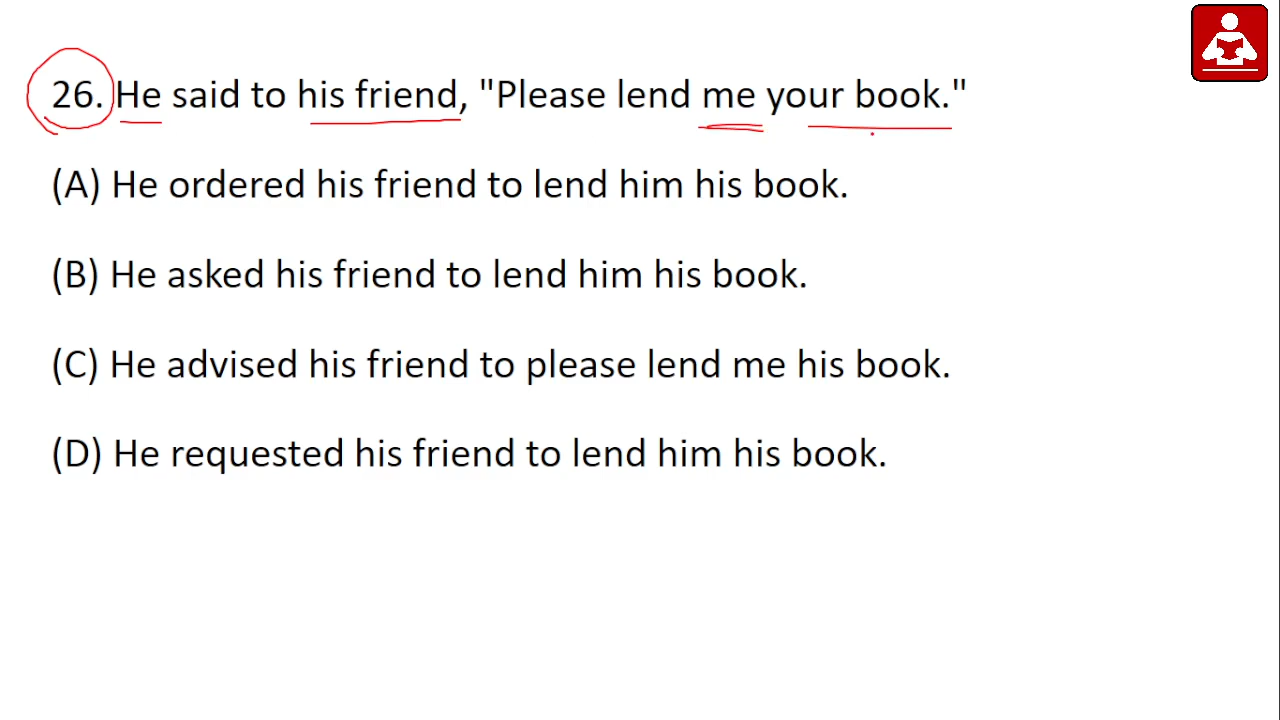 26. He said to his friend, "Please lend me your book."
(A) He ordered his friend to lend him his book.
(B) He asked his friend to lend him his book.
(C) He advised his friend to please lend me his book.
(D) He requested his friend to lend him his book.